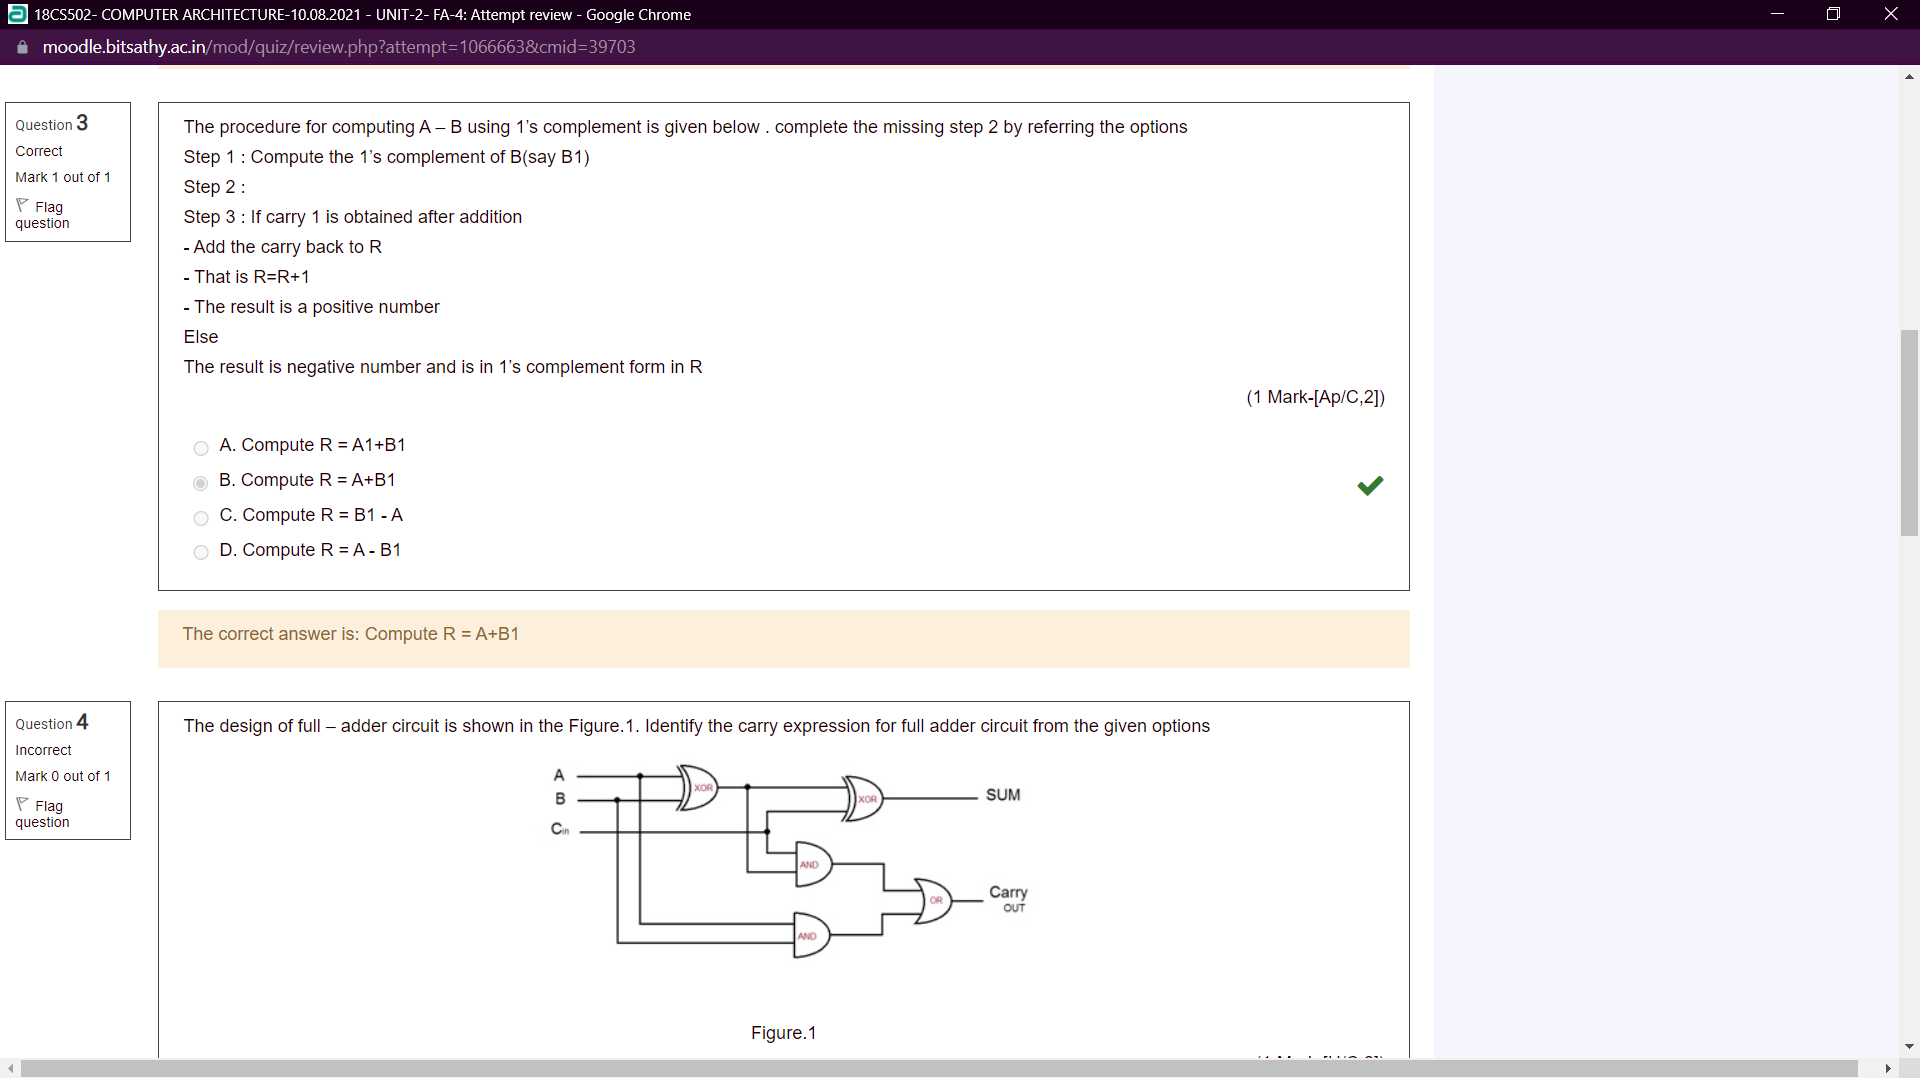 18CS502- COMPUTER ARCHITECTURE-10.08.2021 - UNIT-2- FA-4: Attempt review - Google Chrome
moodle.bitsathy.ac.in/mod/quiz/review.php?attempt=1066663&cmid=39703
Question 3
Correct
Mark 1 out of 1
Flag
question
The procedure for computing A – B using 1’s complement is given below . complete the missing step 2 by referring the options
Step 1 : Compute the 1’s complement of B(say B1)
Step 2 :
Step 3 : If carry 1 is obtained after addition
- Add the carry back to R
- That is R=R+1
- The result is a positive number
Else
The result is negative number and is in 1’s complement form in R
(1 Mark-[Ap/C,2])
A. Compute R = A1+B1
B. Compute R = A+B1
C. Compute R = B1 - A
D. Compute R = A - B1
The correct answer is: Compute R = A+B1
Question 4
Incorrect
Mark 0 out of 1
Flag
question
The design of full – adder circuit is shown in the Figure.1. Identify the carry expression for full adder circuit from the given options
A
B
Cin
XOR
XOR
SUM
AND
OR
Carry
OUT
AND
Figure.1